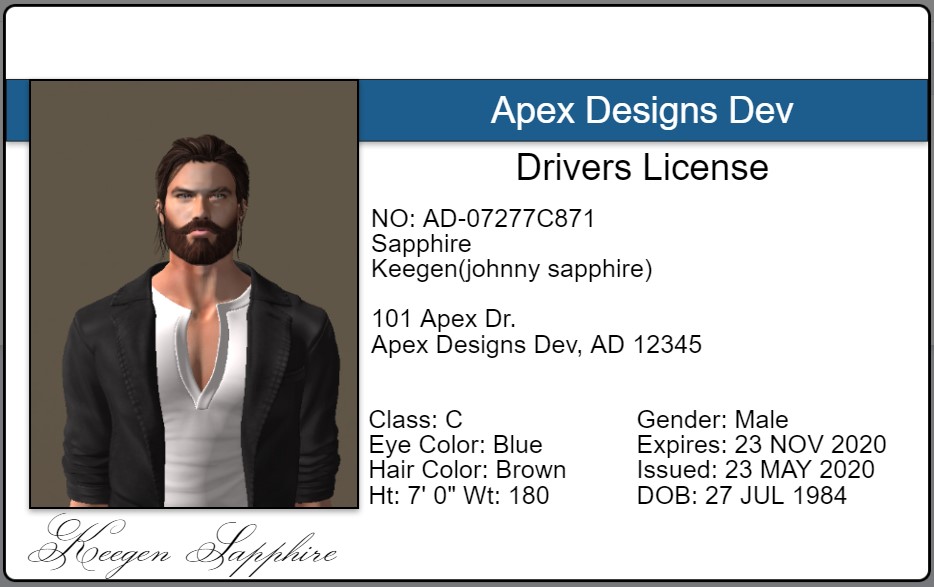 Apex Designs Dev
Drivers License
NO: AD-07277C871
Sapphire
Keegen(johnny sapphire)
101 Apex Dr.
Apex Designs Dev, AD 12345
Class: C
Eye Color: Blue
Hair Color: Brown
Ht: 7' 0" Wt: 180
Gender: Male
Expires: 23 NOV 2020
Issued: 23 MAY 2020
DOB: 27 JUL 1984
Keegen Sapphire